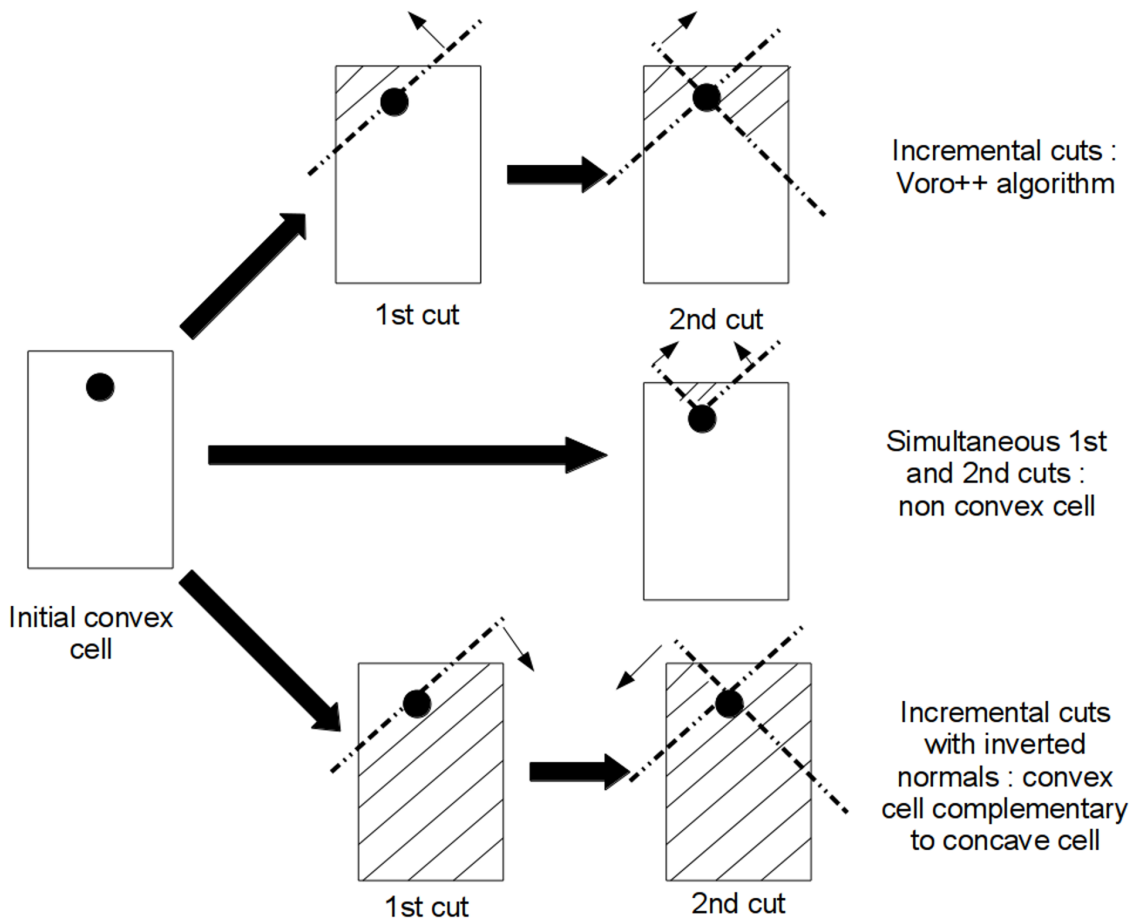 1st cut
2nd cut
Incremental cuts :
Voro++ algorithm
Initial convex
cell
Simultaneous 1st
and 2nd cuts :
non convex cell
1st cut
2nd cut
Incremental cuts
with inverted
normals : convex
cell complementary
to concave cell